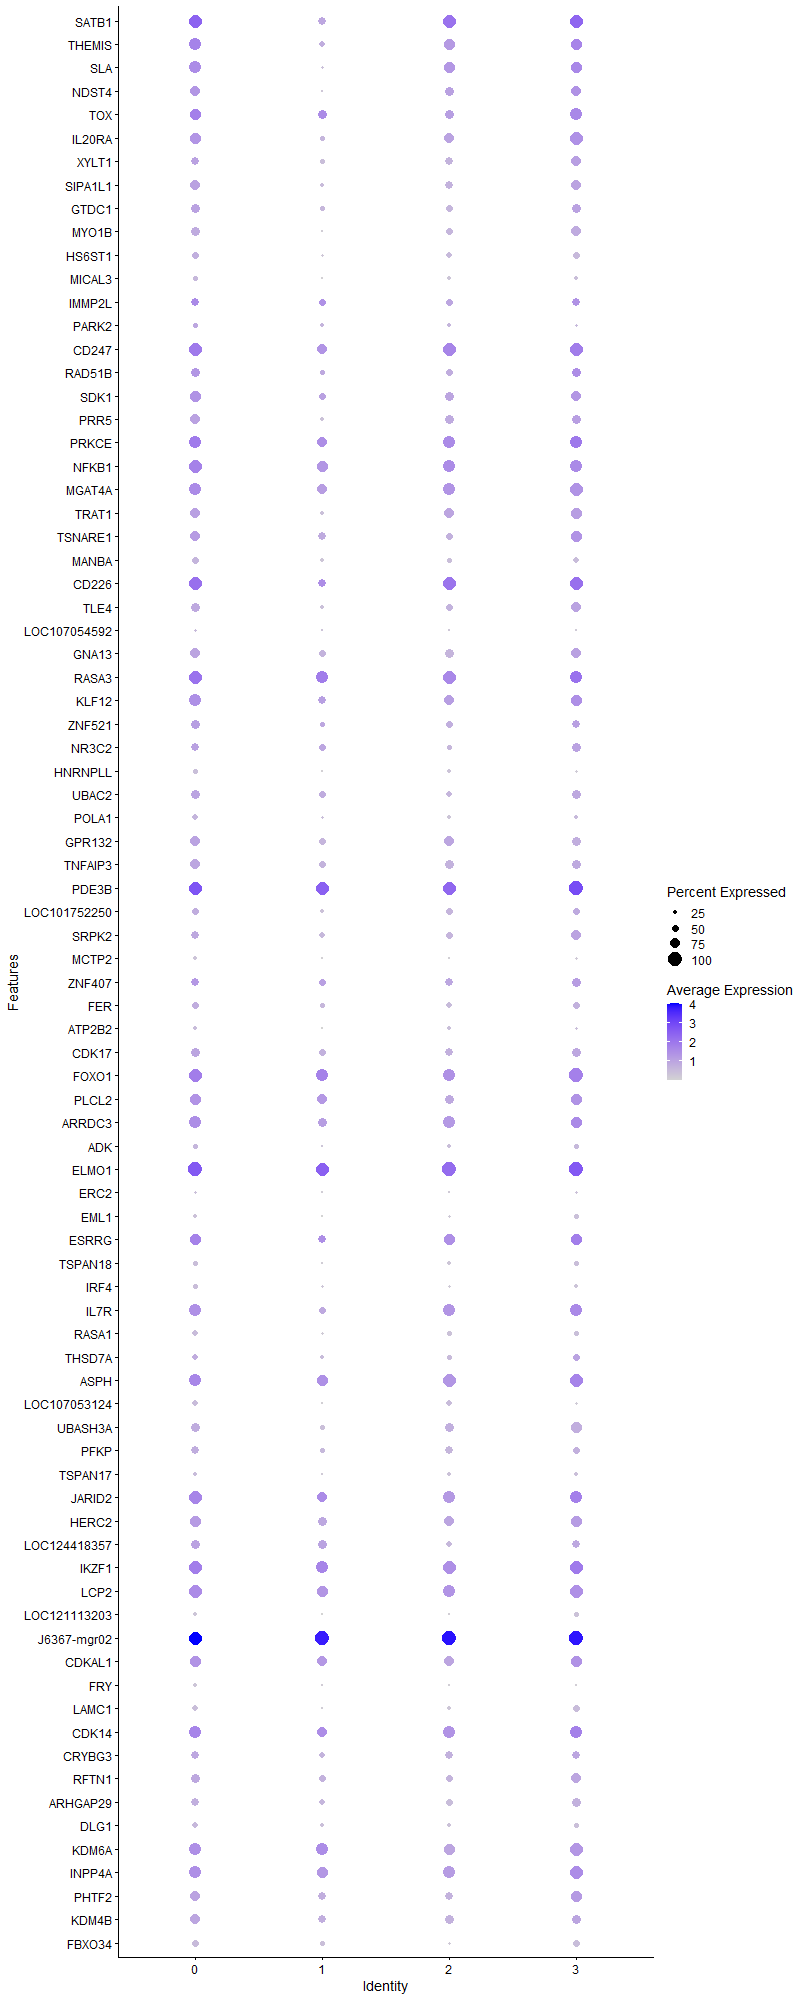 SATB1
THEMIS
SLA
NDST4
TOX
IL20RA
XYLT1
SIPA1L1
GTDC1
MYO1B
HS6ST1
MICAL3
IMMP2L
PARK2
CD247
RAD51B
SDK1
PRR5
PRKCE
NFKB1
MGAT4A
TRAT1
TSNARE1
MANBA
CD226
TLE4
LOC107054592
GNA13
RASA3
KLF12
ZNF521
NR3C2
HNRNPLL
UBAC2
POLA1
GPR132
TNFAIP3
PDE3B
LOC101752250
SRPK2
MCTP2
ZNF407
FER
ATP2B2
CDK17
FOXO1
PLCL2
ARRDC3
ADK
ELMO1
ERC2
EML1
ESRRG
TSPAN18
IRF4
IL7R
RASA1
THSD7A
ASPH
LOC107053124
UBASH3A
PFKP
TSPAN17
JARID2
HERC2
LOC124418357
IKZF1
LCP2
LOC121113203
J6367-mgr02
CDKAL1
FRY
LAMC1
CDK14
CRYBG3
RFTN1
ARHGAP29
DLG1
KDM6A
INPP4A
PHTF2
KDM4B
FBXO34
Features
0 1 2 3
Identity
Percent Expressed
25
50
75
100
Average Expression
4
3
2
1